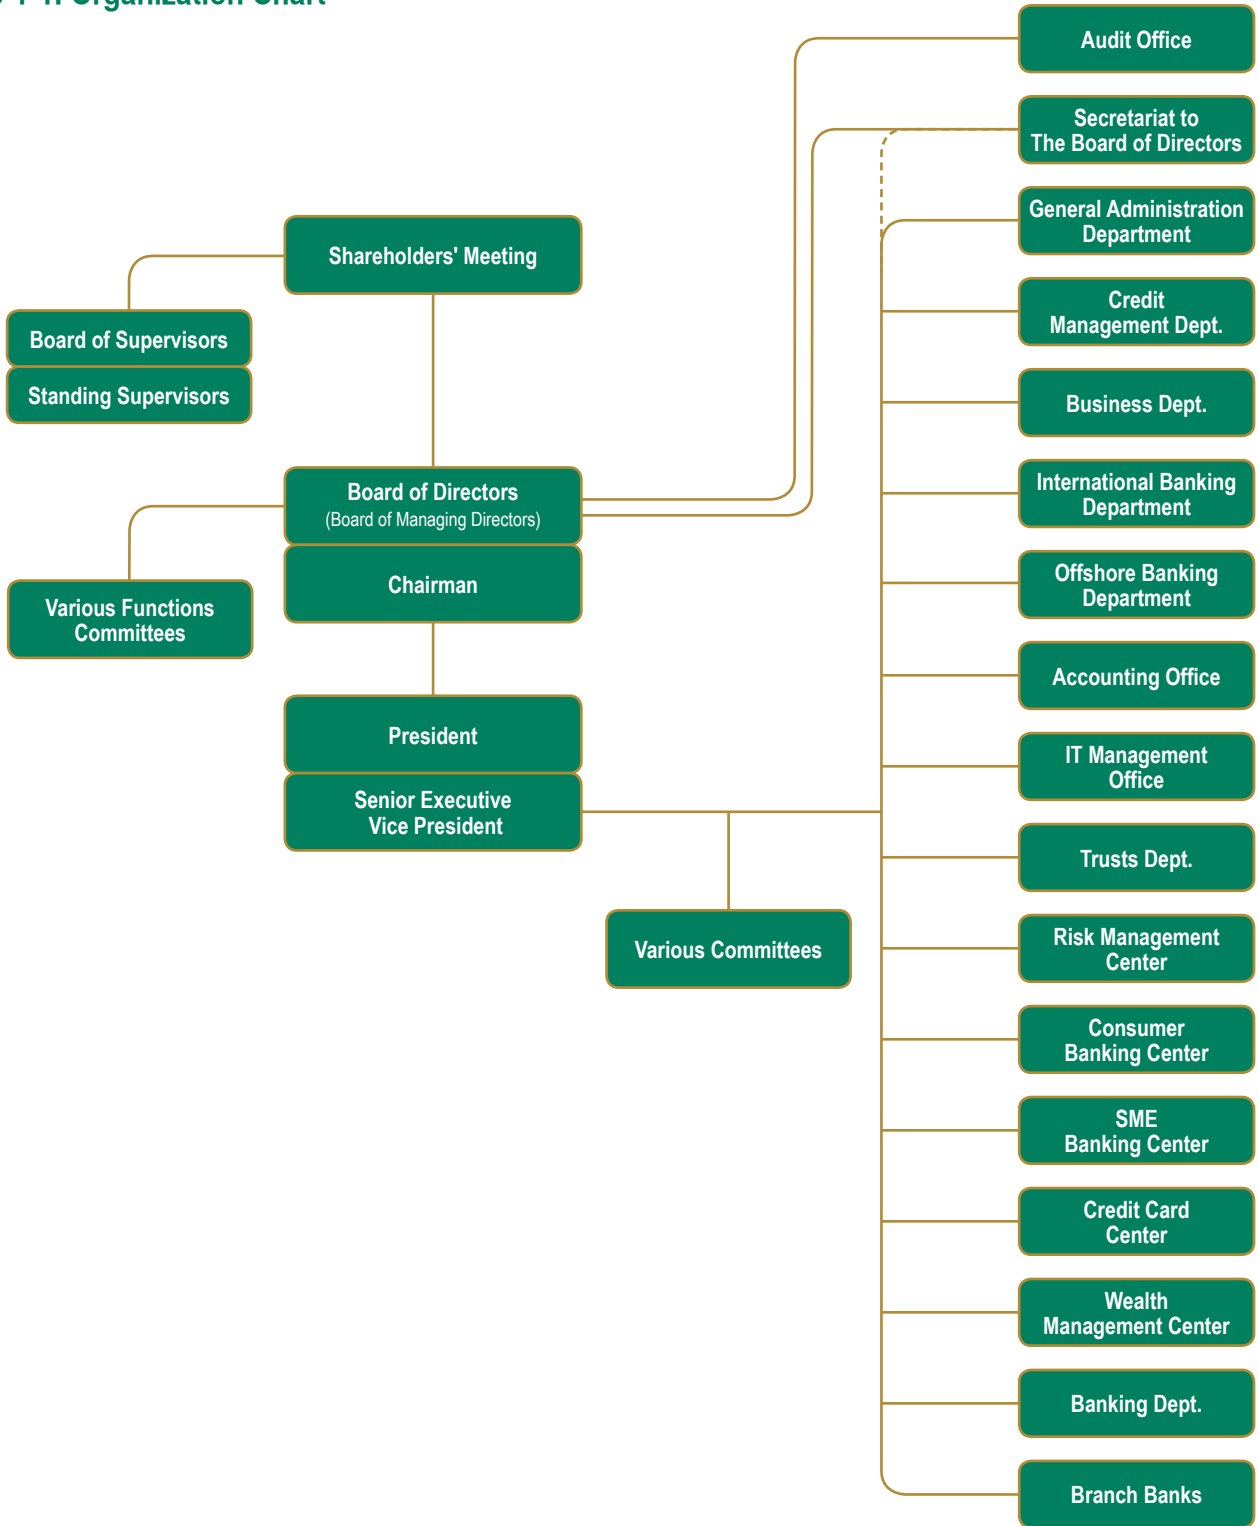 Organization Chart
Audit Office
Secretariat to
The Board of Directors
General Administration
Department
Shareholders' Meeting
Credit
Management Dept.
Board of Supervisors
Standing Supervisors
Business Dept.
International Banking
Department
Board of Directors
(Board of Managing Directors)
Chairman
Offshore Banking
Department
Various Functions
Committees
Accounting Office
President
IT Management
Office
Senior Executive
Vice President
Trusts Dept.
Various Committees
Risk Management
Center
Consumer
Banking Center
SME
Banking Center
Credit Card
Center
Wealth
Management Center
Banking Dept.
Branch Banks